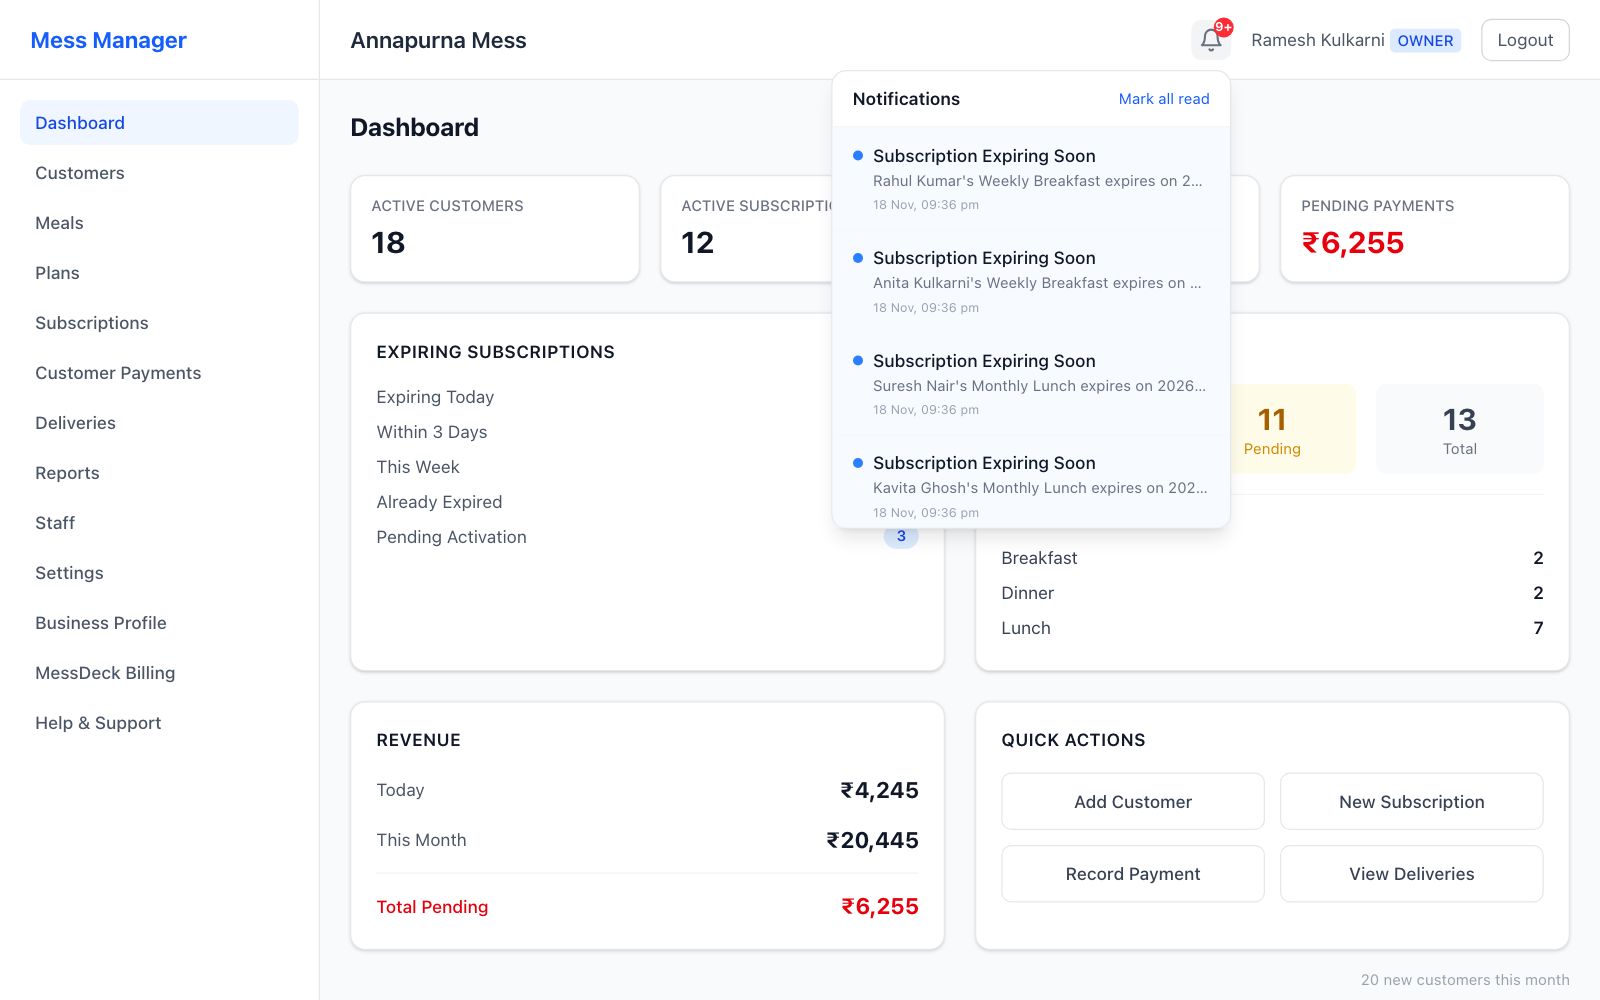 Mess Manager
Annapurna Mess
9+
Ramesh Kulkarni OWNER
Logout
Dashboard
Customers
Meals
Plans
Subscriptions
Customer Payments
Deliveries
Reports
Staff
Settings
Business Profile
MessDeck Billing
Help & Support
Notifications
Mark all read
Subscription Expiring Soon
Rahul Kumar's Weekly Breakfast expires on 2...
18 Nov, 09:36 pm
Subscription Expiring Soon
Anita Kulkarni's Weekly Breakfast expires on ...
18 Nov, 09:36 pm
Subscription Expiring Soon
Suresh Nair's Monthly Lunch expires on 2026...
18 Nov, 09:36 pm
Subscription Expiring Soon
Kavita Ghosh's Monthly Lunch expires on 202...
18 Nov, 09:36 pm
Dashboard
ACTIVE CUSTOMERS
18
ACTIVE
12
PENDING PAYMENTS
₹6,255
EXPIRING SUBSCRIPTIONS
Expiring Today
Within 3 Days
This Week
Already Expired
Pending Activation
3
11
Pending
13
Total
Breakfast
2
Dinner
2
Lunch
7
REVENUE
Today
₹4,245
This Month
₹20,445
Total Pending
₹6,255
QUICK ACTIONS
Add Customer
New Subscription
Record Payment
View Deliveries
20 new customers this month